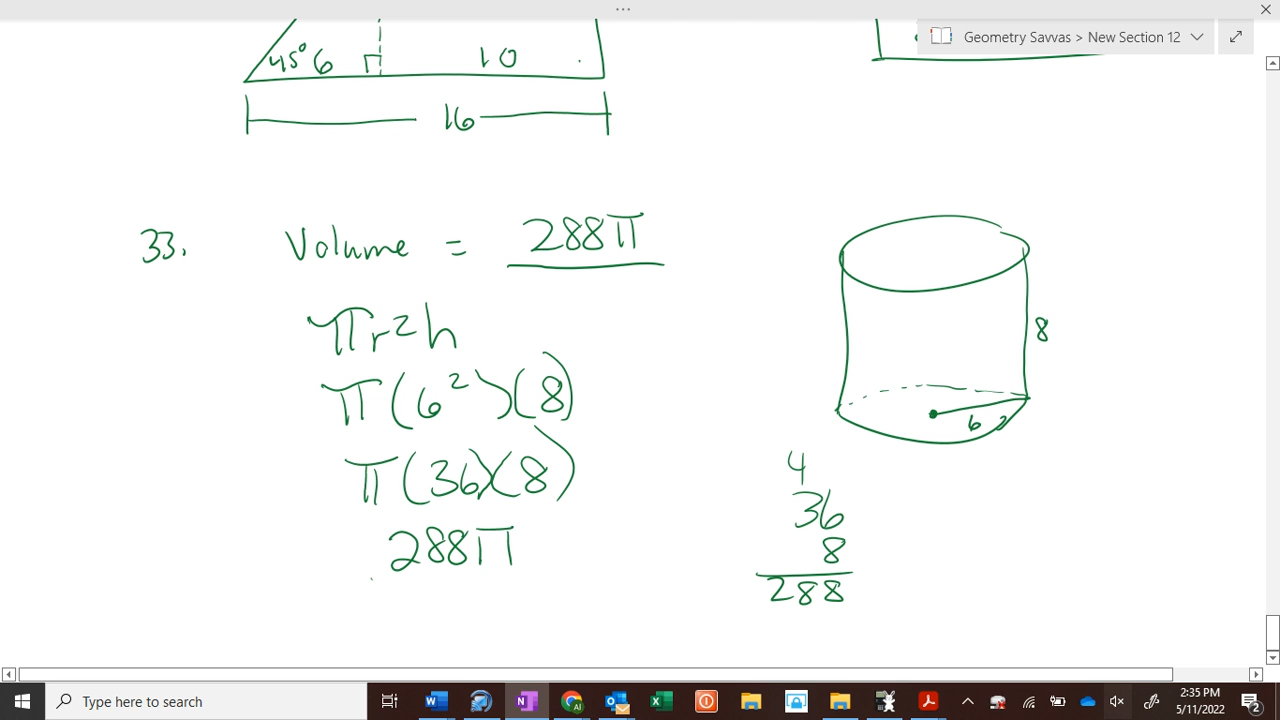 ...
Geometry Savvas > New Section 12
45° 6 10
16
33. Volume = 288π
πr²h
π(6²)(8)
π(36)(8)
288π
8
6
4
36
8
288
Type here to search
2:35 PM
5/11/2022
2